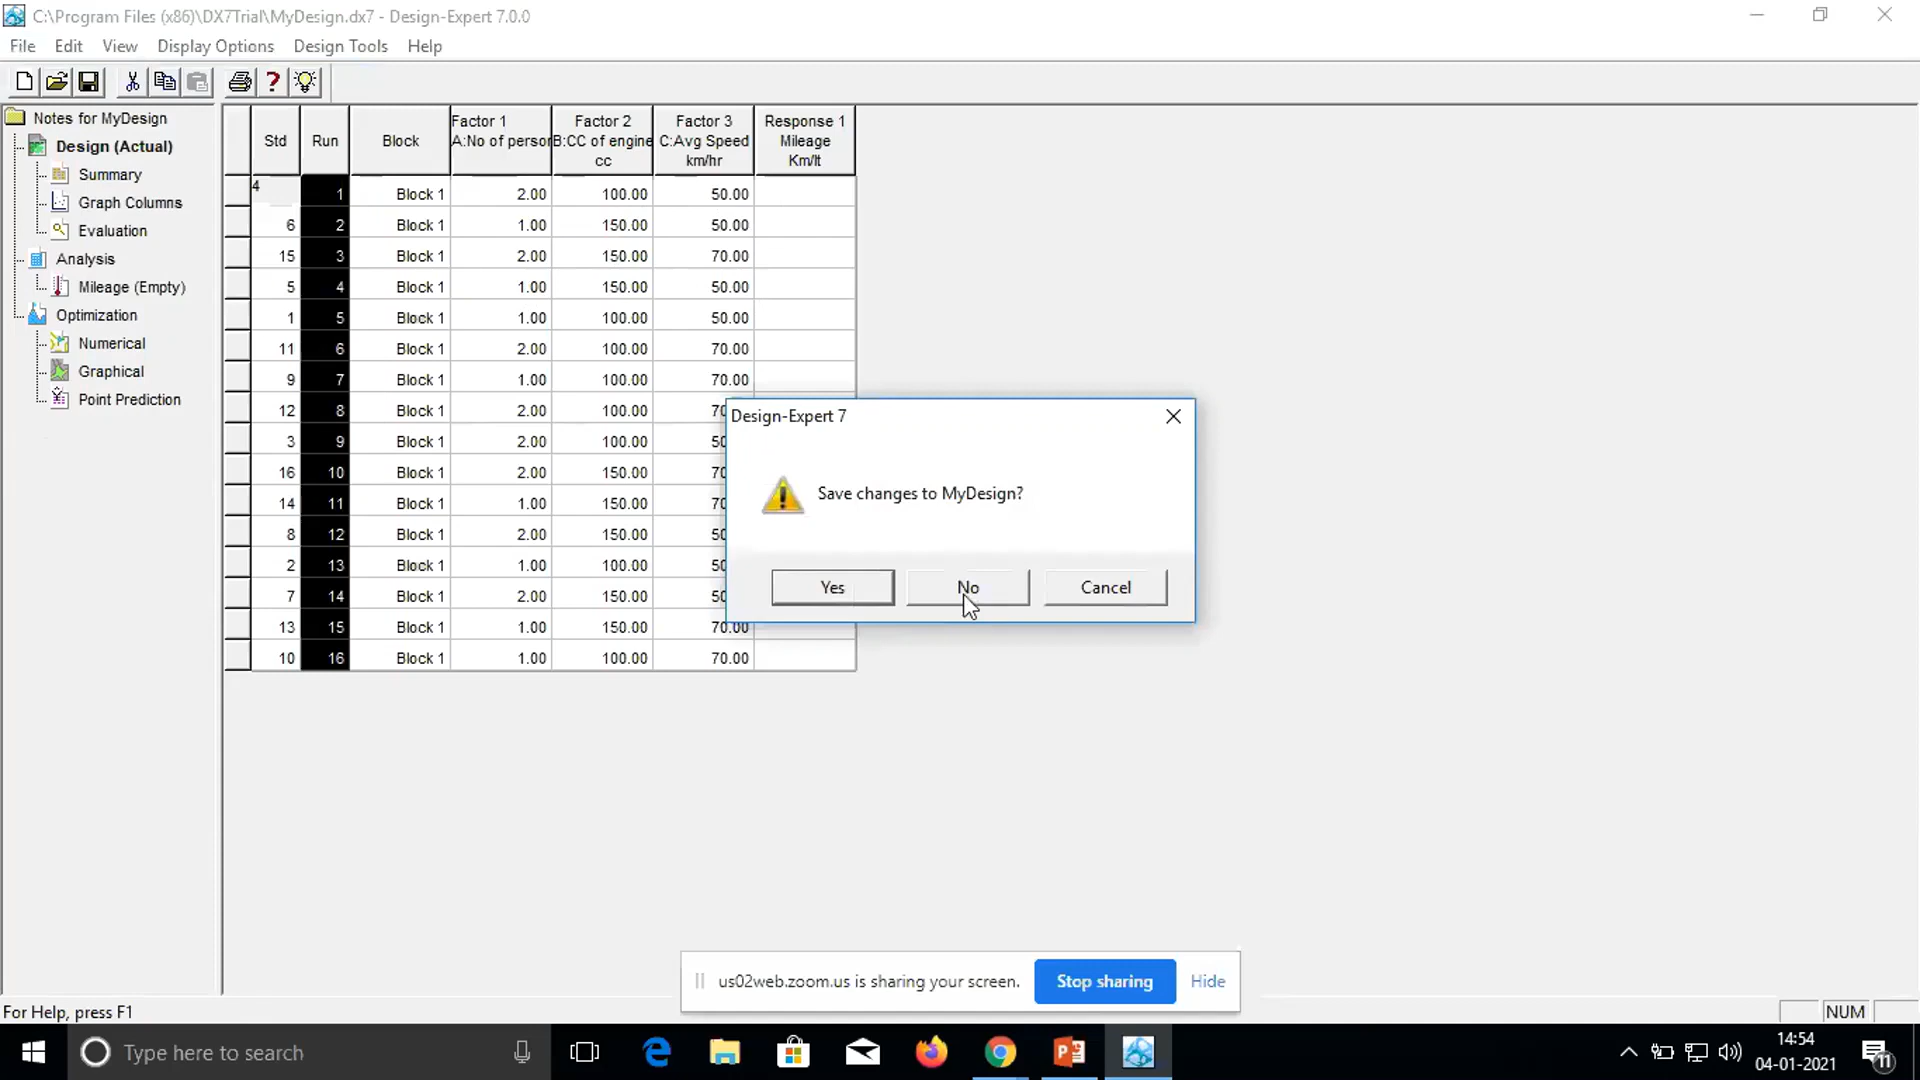 C:\Program Files (x86)\DX7Trial\MyDesign.dx7 - Design-Expert 7.0.0
File Edit View Display Options Design Tools Help
Notes for MyDesign
Design (Actual)
Summary
Graph Columns
Evaluation
Analysis
Mileage (Empty)
Optimization
Numerical
Graphical
Point Prediction
Std Run Block Factor 1 A:No of person Factor 2 B:CC of engine cc Factor 3 C:Avg Speed km/hr Response 1 Mileage Km/lt
4 1 Block 1 2.00 100.00 50.00
6 2 Block 1 1.00 150.00 50.00
15 3 Block 1 2.00 150.00 70.00
5 4 Block 1 1.00 150.00 50.00
1 5 Block 1 1.00 100.00 50.00
11 6 Block 1 2.00 100.00 70.00
9 7 Block 1 1.00 100.00 70.00
12 8 Block 1 2.00 100.00 70
3 9 Block 1 2.00 100.00 50
16 10 Block 1 2.00 150.00 70
14 11 Block 1 1.00 150.00 70
8 12 Block 1 2.00 150.00 50
2 13 Block 1 1.00 100.00 50
7 14 Block 1 2.00 150.00 50
13 15 Block 1 1.00 150.00 70.00
10 16 Block 1 1.00 100.00 70.00
Design-Expert 7
Save changes to MyDesign?
Yes No Cancel
us02web.zoom.us is sharing your screen. Stop sharing Hide
For Help, press F1
NUM
Type here to search
14:54
04-01-2021
11